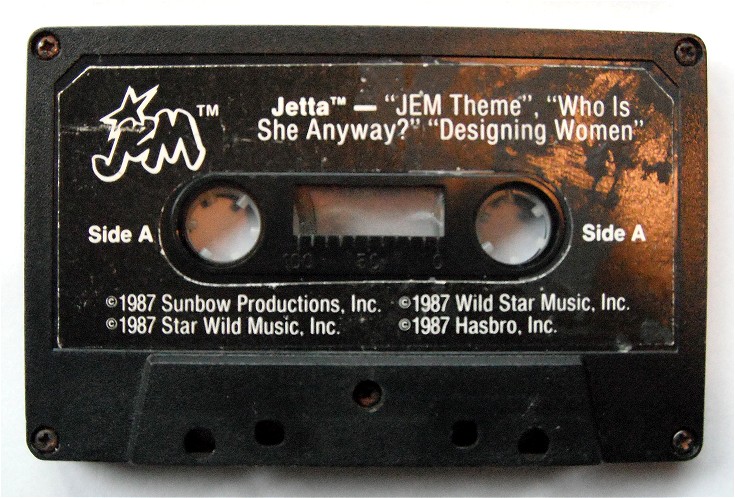 JEM™
Jetta™ — "JEM Theme", "Who Is
She Anyway?" "Designing Women"
Side A
Side A
100 50 0
©1987 Sunbow Productions, Inc. ©1987 Wild Star Music, Inc.
©1987 Star Wild Music, Inc. ©1987 Hasbro, Inc.